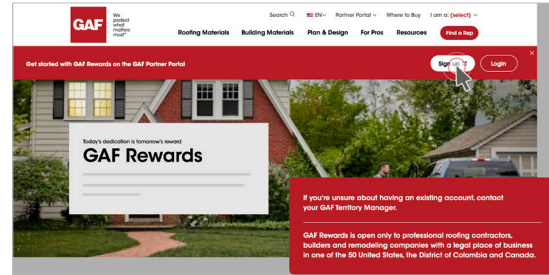 GAF
We
protect
what
matters
most™
Search EN Partner Portal Where to Buy I am a: (select)
Roofing Materials Building Materials Plan & Design For Pros Resources Find a Rep
Get started with GAF Rewards on the GAF Partner Portal Sign up Login
Today's dedication is tomorrow's reward
GAF Rewards
If you're unsure about having an existing account, contact
your GAF Territory Manager.
GAF Rewards is open only to professional roofing contractors,
builders and remodeling companies with a legal place of business
in one of the 50 United States, the District of Colombia and Canada.